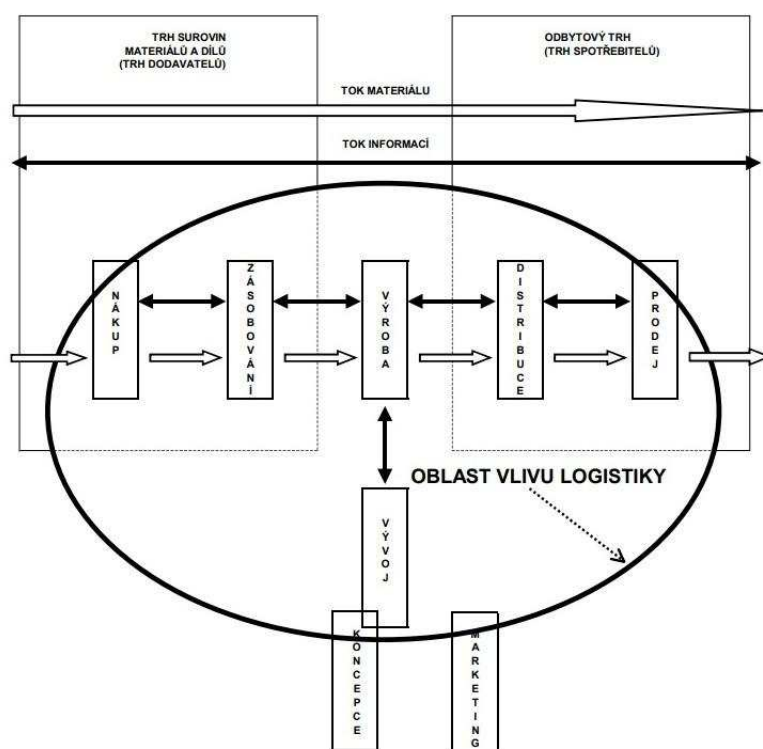 TRH SUROVIN
MATERIÁLŮ A DÍLŮ
(TRH DODAVATELŮ)
ODBYTOVÝ TRH
(TRH SPOTŘEBITELŮ)
TOK MATERIÁLU
TOK INFORMACÍ
NÁKUP
ZÁSOBOVÁNÍ
VÝROBA
DISTRIBUCE
PRODEJ
OBLAST VLIVU LOGISTIKY
VÝVOJ
KONCEPCE
MARKETING